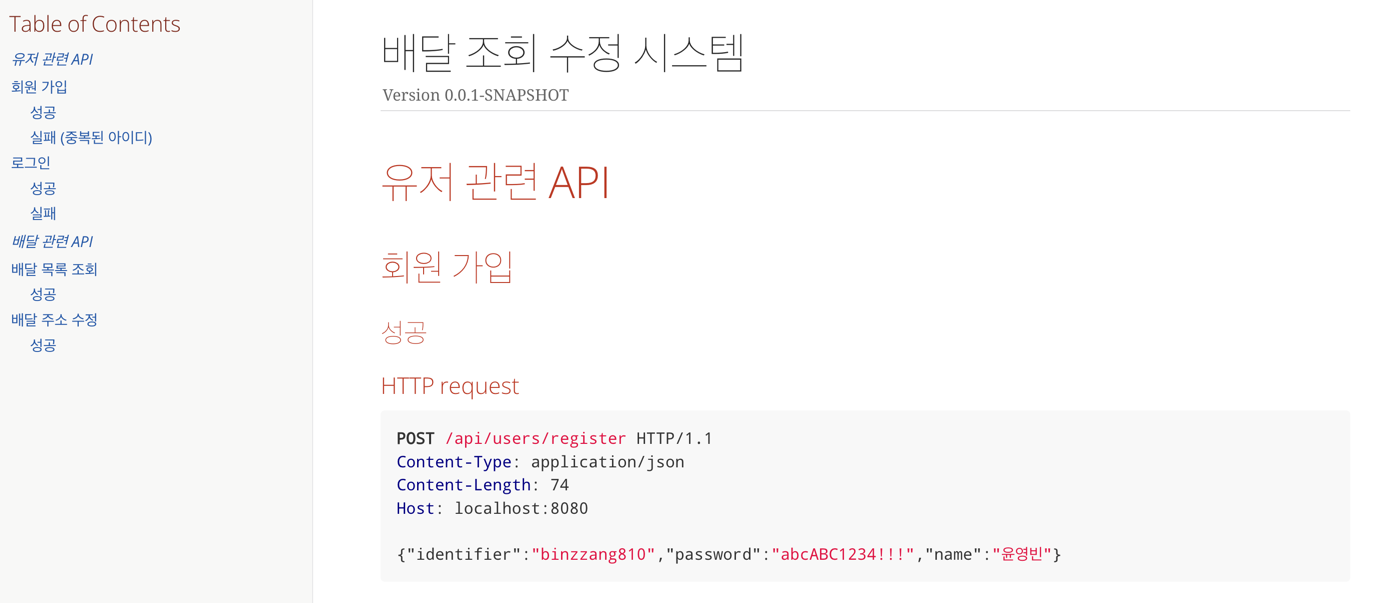 Table of Contents
유저 관련 API
회원 가입
성공
실패 (중복된 아이디)
로그인
성공
실패
배달 관련 API
배달 목록 조회
성공
배달 주소 수정
성공
배달 조회 수정 시스템
Version 0.0.1-SNAPSHOT
유저 관련 API
회원 가입
성공
HTTP request
POST /api/users/register HTTP/1.1
Content-Type: application/json
Content-Length: 74
Host: localhost:8080
{"identifier":"binzzang810","password":"abcABC1234!!!","name":"윤영빈"}